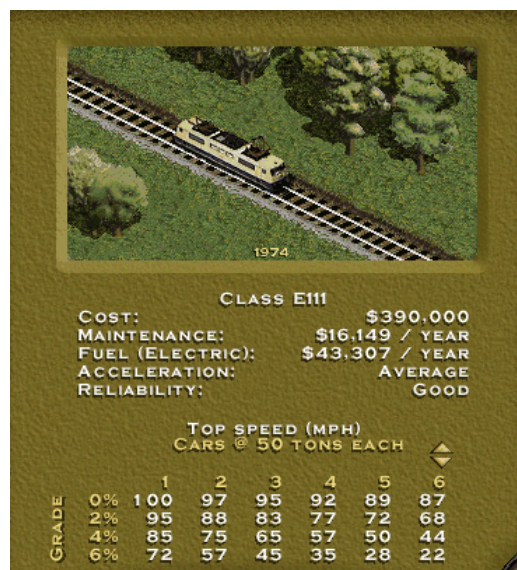 1974
CLASS E111
COST: $390,000
MAINTENANCE: $16,149 / YEAR
FUEL (ELECTRIC): $43,307 / YEAR
ACCELERATION: AVERAGE
RELIABILITY: GOOD
TOP SPEED (MPH)
CARS @ 50 TONS EACH
1 2 3 4 5 6
GRADE
0% 100 97 95 92 89 87
2% 95 88 83 77 72 68
4% 85 75 65 57 50 44
6% 72 57 45 35 28 22